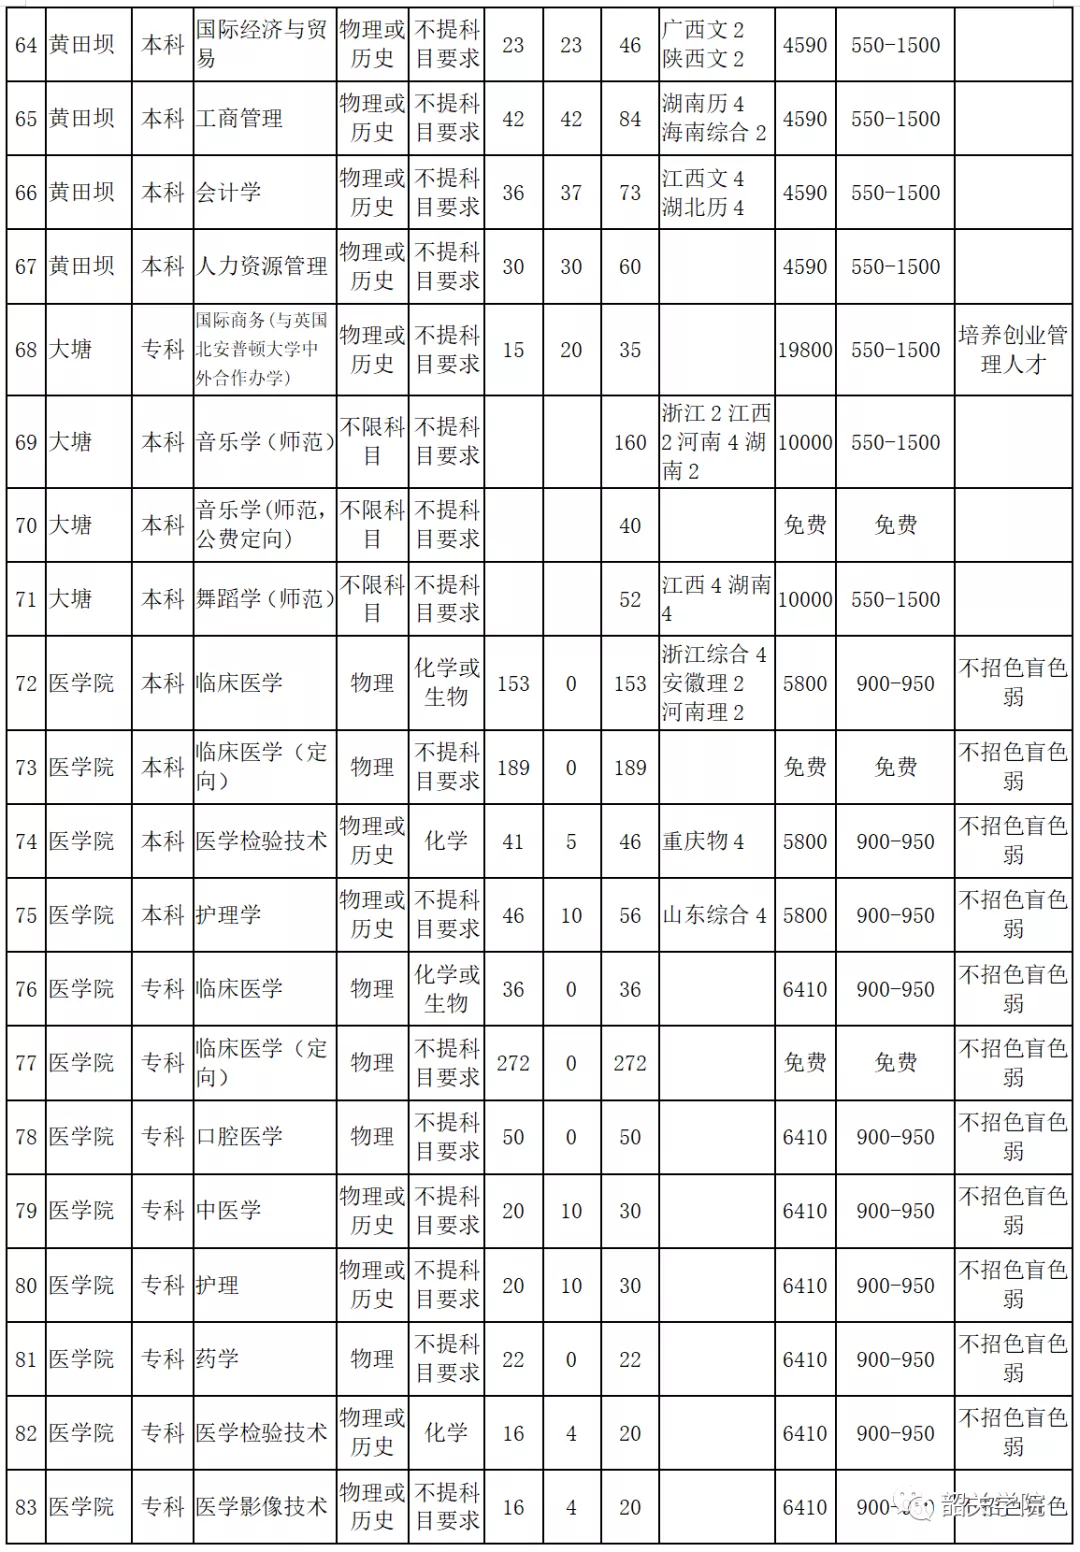 64 黄田坝 本科 国际经济与贸易 物理或历史 不提科目要求 23 23 46 广西文2 陕西文2 4590 550-1500
65 黄田坝 本科 工商管理 物理或历史 不提科目要求 42 42 84 湖南历4 海南综合2 4590 550-1500
66 黄田坝 本科 会计学 物理或历史 不提科目要求 36 37 73 江西文4 湖北历4 4590 550-1500
67 黄田坝 本科 人力资源管理 物理或历史 不提科目要求 30 30 60 4590 550-1500
68 大塘 专科 国际商务(与英国北安普顿大学中外合作办学) 物理或历史 不提科目要求 15 20 35 19800 550-1500 培养创业管理人才
69 大塘 本科 音乐学（师范） 不限科目 不提科目要求 160 浙江2江西2河南4湖南2 10000 550-1500
70 大塘 本科 音乐学(师范,公费定向) 不限科目 不提科目要求 40 免费 免费
71 大塘 本科 舞蹈学（师范） 不限科目 不提科目要求 52 江西4湖南4 10000 550-1500
72 医学院 本科 临床医学 物理 化学或生物 153 0 153 浙江综合4 安徽理2 河南理2 5800 900-950 不招色盲色弱
73 医学院 本科 临床医学（定向） 物理 不提科目要求 189 0 189 免费 免费 不招色盲色弱
74 医学院 本科 医学检验技术 物理或历史 化学 41 5 46 重庆物4 5800 900-950 不招色盲色弱
75 医学院 本科 护理学 物理或历史 不提科目要求 46 10 56 山东综合4 5800 900-950 不招色盲色弱
76 医学院 专科 临床医学 物理 化学或生物 36 0 36 6410 900-950 不招色盲色弱
77 医学院 专科 临床医学（定向） 物理 不提科目要求 272 0 272 免费 免费 不招色盲色弱
78 医学院 专科 口腔医学 物理 不提科目要求 50 0 50 6410 900-950 不招色盲色弱
79 医学院 专科 中医学 物理或历史 不提科目要求 20 10 30 6410 900-950 不招色盲色弱
80 医学院 专科 护理 物理或历史 不提科目要求 20 10 30 6410 900-950 不招色盲色弱
81 医学院 专科 药学 物理 不提科目要求 22 0 22 6410 900-950 不招色盲色弱
82 医学院 专科 医学检验技术 物理或历史 化学 16 4 20 6410 900-950 不招色盲色弱
83 医学院 专科 医学影像技术 物理或历史 不提科目要求 16 4 20 6410
韶关学院